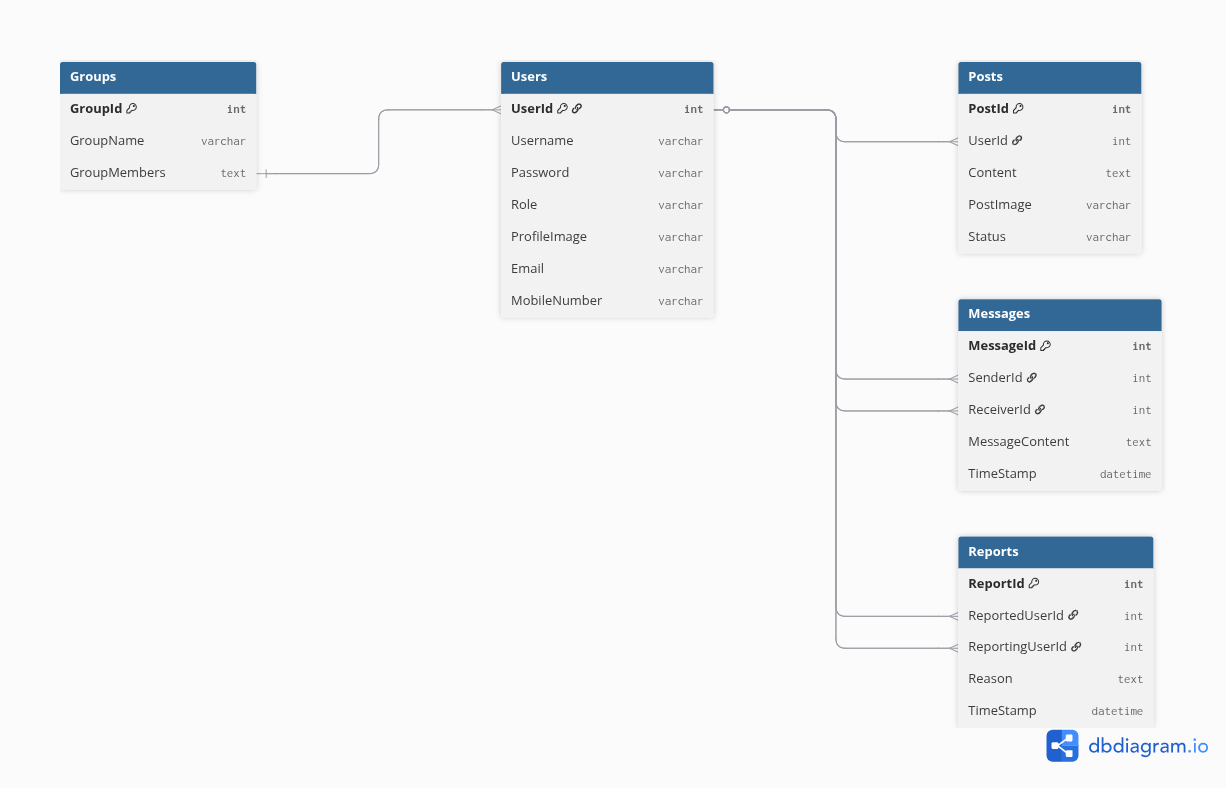 Groups
GroupId int
GroupName varchar
GroupMembers text
Users
UserId int
Username varchar
Password varchar
Role varchar
ProfileImage varchar
Email varchar
MobileNumber varchar
Posts
PostId int
UserId int
Content text
PostImage varchar
Status varchar
Messages
MessageId int
SenderId int
ReceiverId int
MessageContent text
TimeStamp datetime
Reports
ReportId int
ReportedUserId int
ReportingUserId int
Reason text
TimeStamp datetime
dbdiagram.io